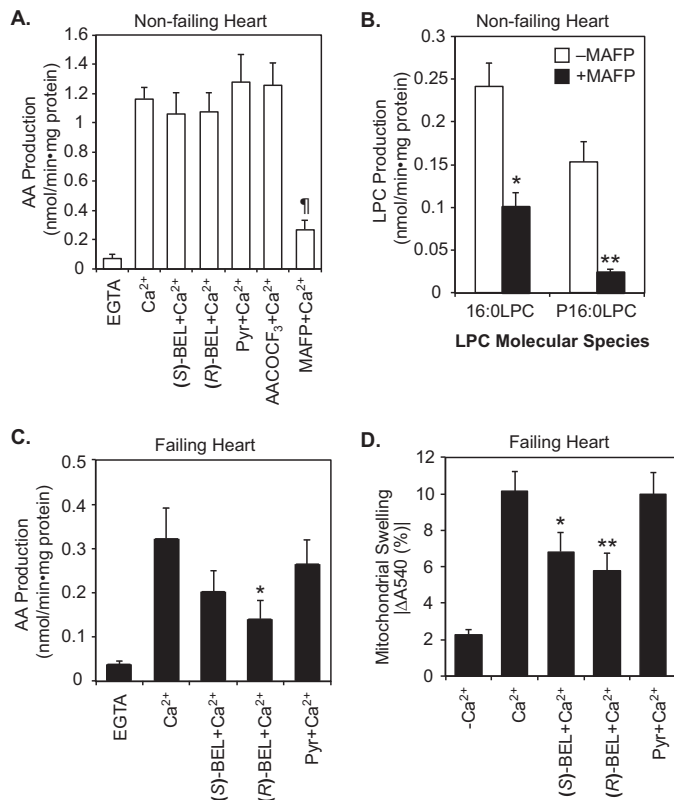 A.
Non-failing Heart
AA Production
(nmol/min•mg protein)
1.6
1.4
1.2
1.0
0.8
0.6
0.4
0.2
0
¶
EGTA
Ca2+
(S)-BEL+Ca2+
(R)-BEL+Ca2+
Pyr+Ca2+
AACOCF3+Ca2+
MAFP+Ca2+
B.
Non-failing Heart
LPC Production
(nmol/min•mg protein)
0.3
0.25
0.2
0.15
0.1
0.05
0
–MAFP
+MAFP
*
**
16:0LPC P16:0LPC
LPC Molecular Species
C.
Failing Heart
AA Production
(nmol/min•mg protein)
0.5
0.4
0.3
0.2
0.1
0
*
EGTA
Ca2+
(S)-BEL+Ca2+
(R)-BEL+Ca2+
Pyr+Ca2+
D.
Failing Heart
Mitochondrial Swelling
|ΔA540 (%)|
12
10
8
6
4
2
0
*
**
-Ca2+
Ca2+
(S)-BEL+Ca2+
(R)-BEL+Ca2+
Pyr+Ca2+